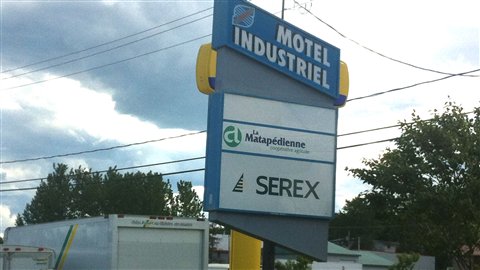 MOTEL
INDUSTRIEL
La
Matapédienne
coopérative agricole
SEREX